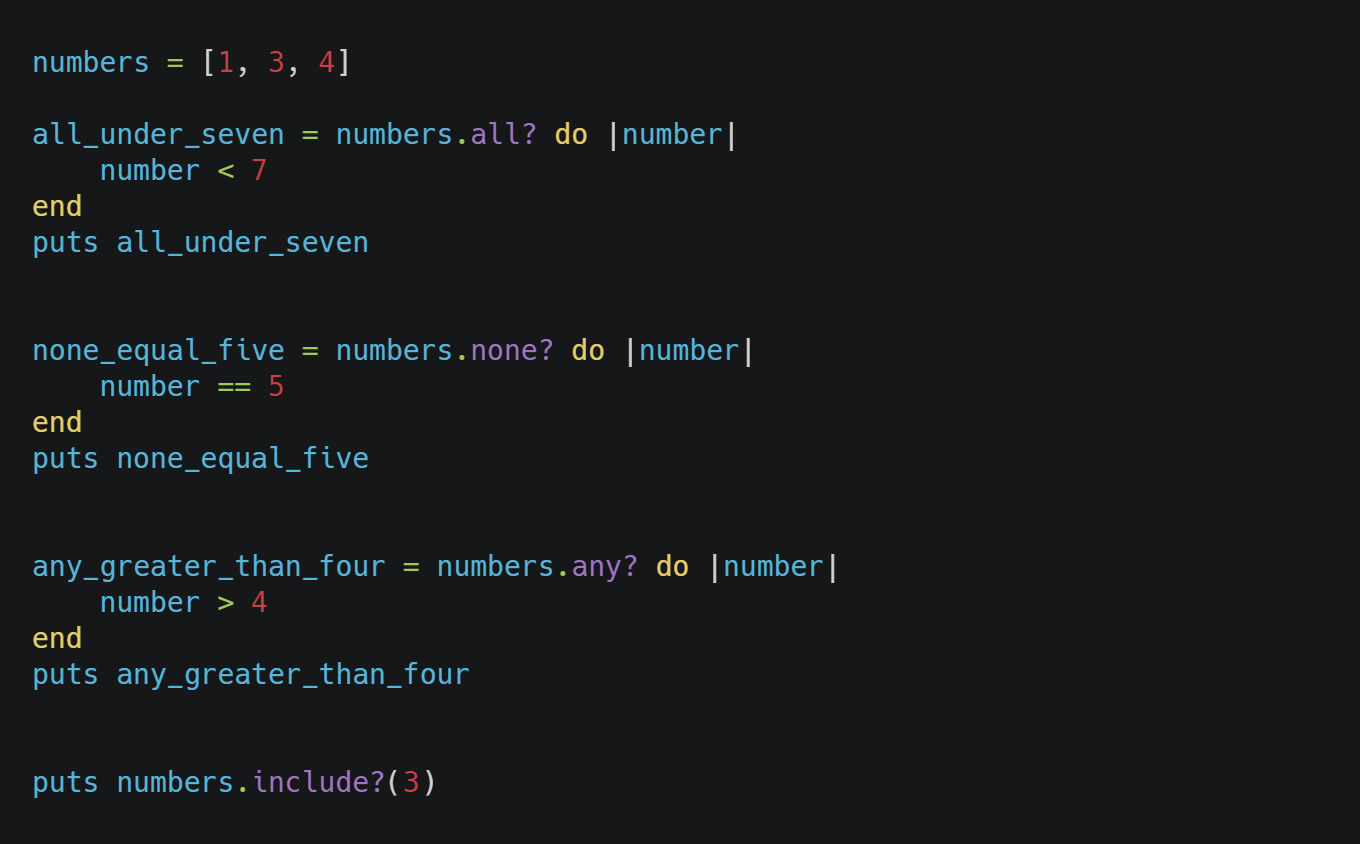 numbers = [1, 3, 4]
all_under_seven = numbers.all? do |number|
    number < 7
end
puts all_under_seven
none_equal_five = numbers.none? do |number|
    number == 5
end
puts none_equal_five
any_greater_than_four = numbers.any? do |number|
    number > 4
end
puts any_greater_than_four
puts numbers.include?(3)